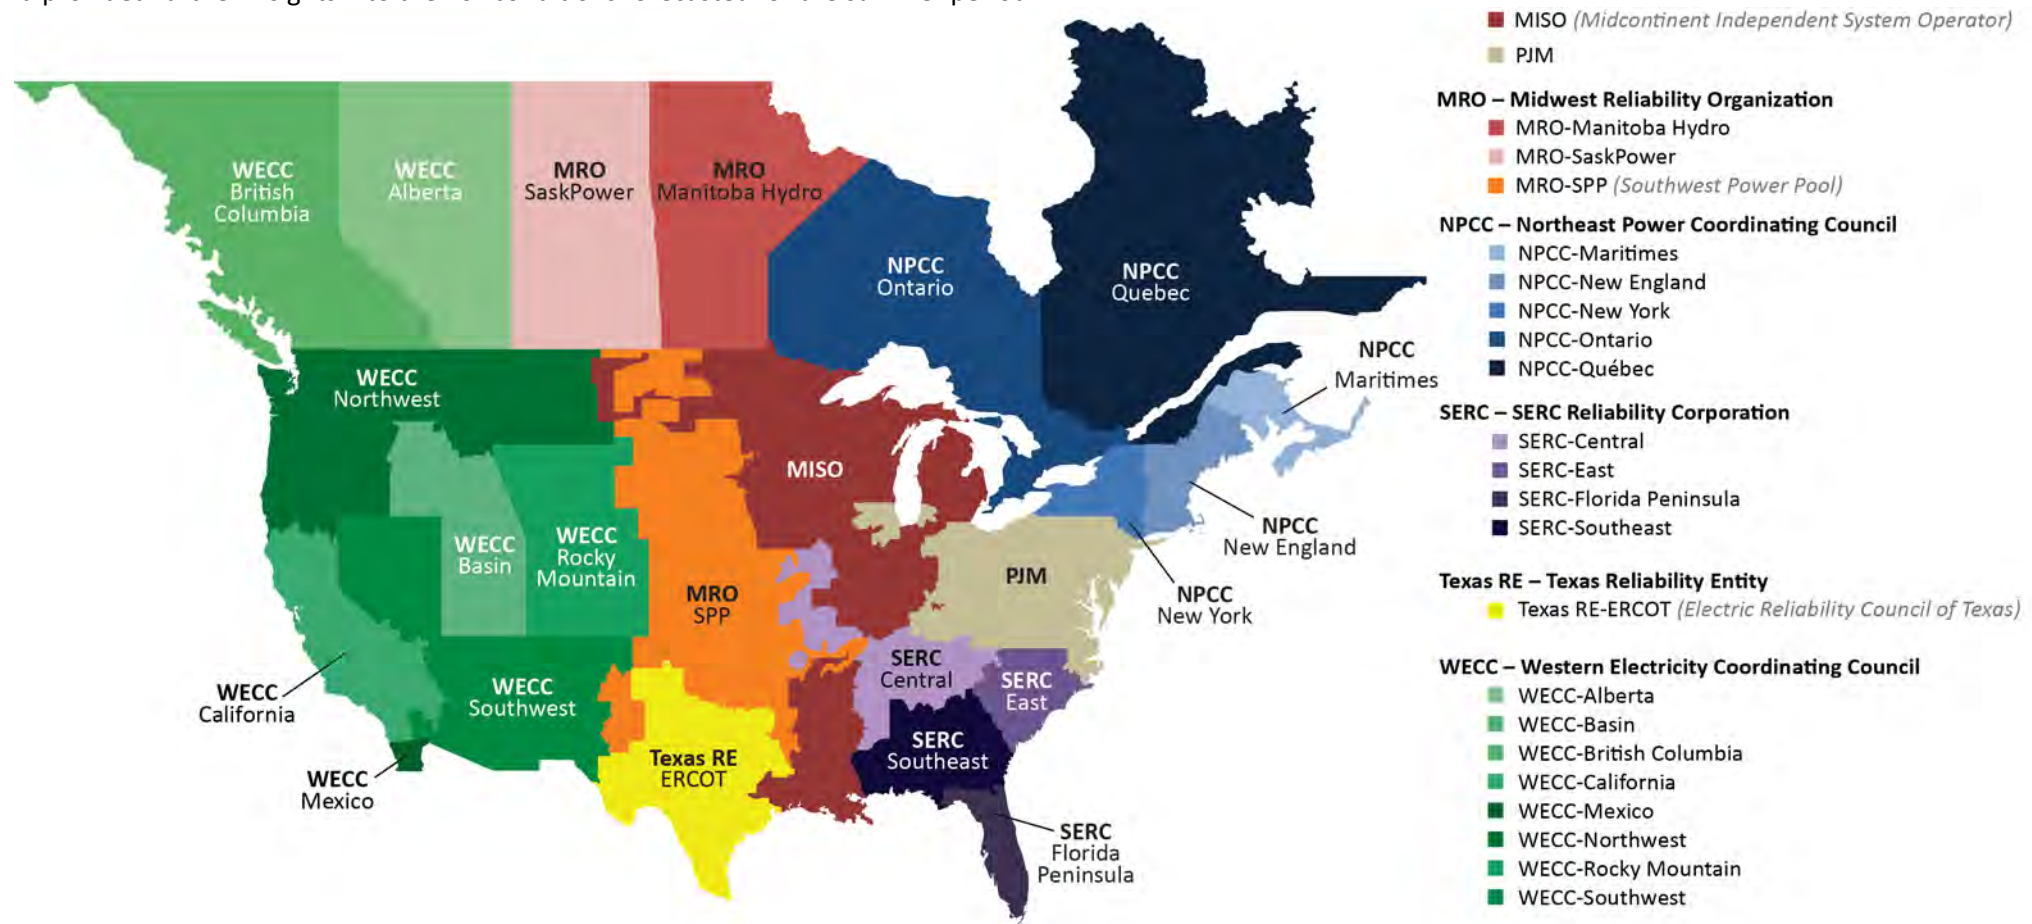 MISO (Midcontinent Independent System Operator)
PJM
MRO – Midwest Reliability Organization
MRO-Manitoba Hydro
MRO-SaskPower
MRO-SPP (Southwest Power Pool)
NPCC – Northeast Power Coordinating Council
NPCC-Maritimes
NPCC-New England
NPCC-New York
NPCC-Ontario
NPCC-Québec
SERC – SERC Reliability Corporation
SERC-Central
SERC-East
SERC-Florida Peninsula
SERC-Southeast
Texas RE – Texas Reliability Entity
Texas RE-ERCOT (Electric Reliability Council of Texas)
WECC – Western Electricity Coordinating Council
WECC-Alberta
WECC-Basin
WECC-British Columbia
WECC-California
WECC-Mexico
WECC-Northwest
WECC-Rocky Mountain
WECC-Southwest
WECC
British
Columbia
WECC
Alberta
MRO
SaskPower
MRO
Manitoba Hydro
NPCC
Ontario
NPCC
Quebec
NPCC
Maritimes
WECC
Northwest
MISO
NPCC
New England
WECC
Basin
WECC
Rocky
Mountain
PJM
MRO
SPP
NPCC
New York
WECC
California
WECC
Southwest
SERC
Central
SERC
East
SERC
Southeast
Texas RE
ERCOT
WECC
Mexico
SERC
Florida
Peninsula